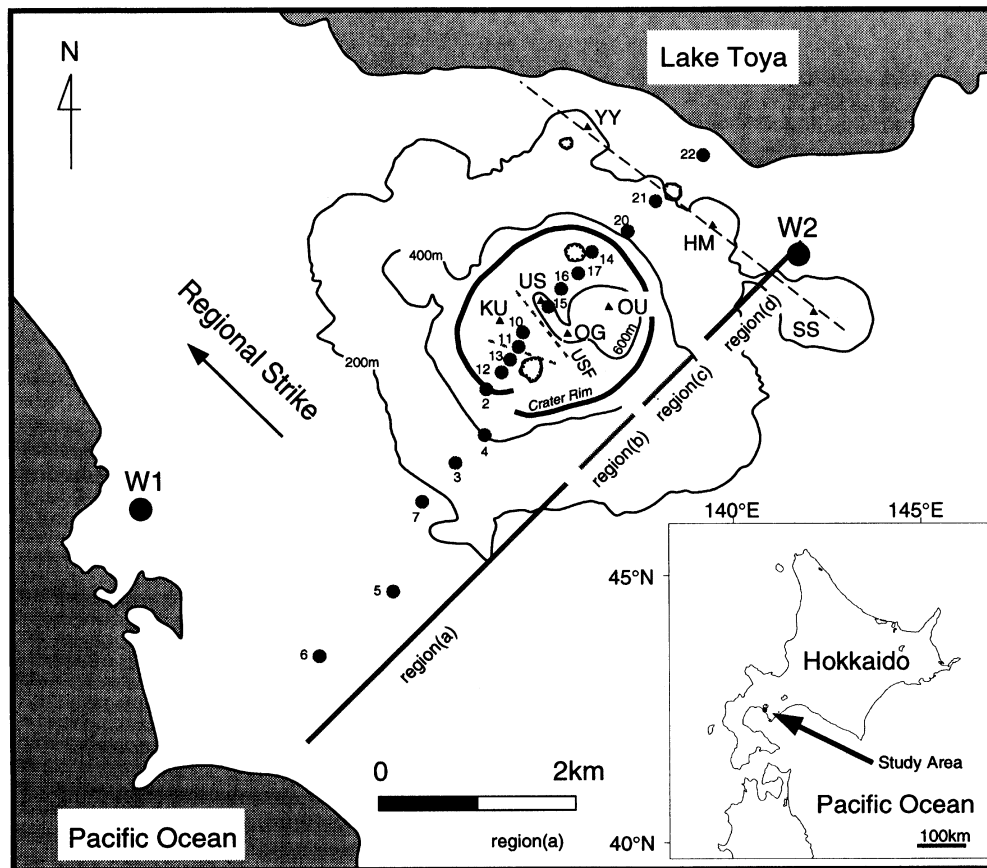 N
Lake Toya
YY
22
21
20
HM
W2
400m
14
17
16
US
15
OU
KU
10
OG
SS
11
600m
USF
13
12
2
Crater Rim
region(d)
region(c)
region(b)
200m
Regional Strike
4
3
7
W1
5
6
region(a)
140°E
145°E
45°N
Hokkaido
Study Area
Pacific Ocean
100km
40°N
0
2km
region(a)
Pacific Ocean